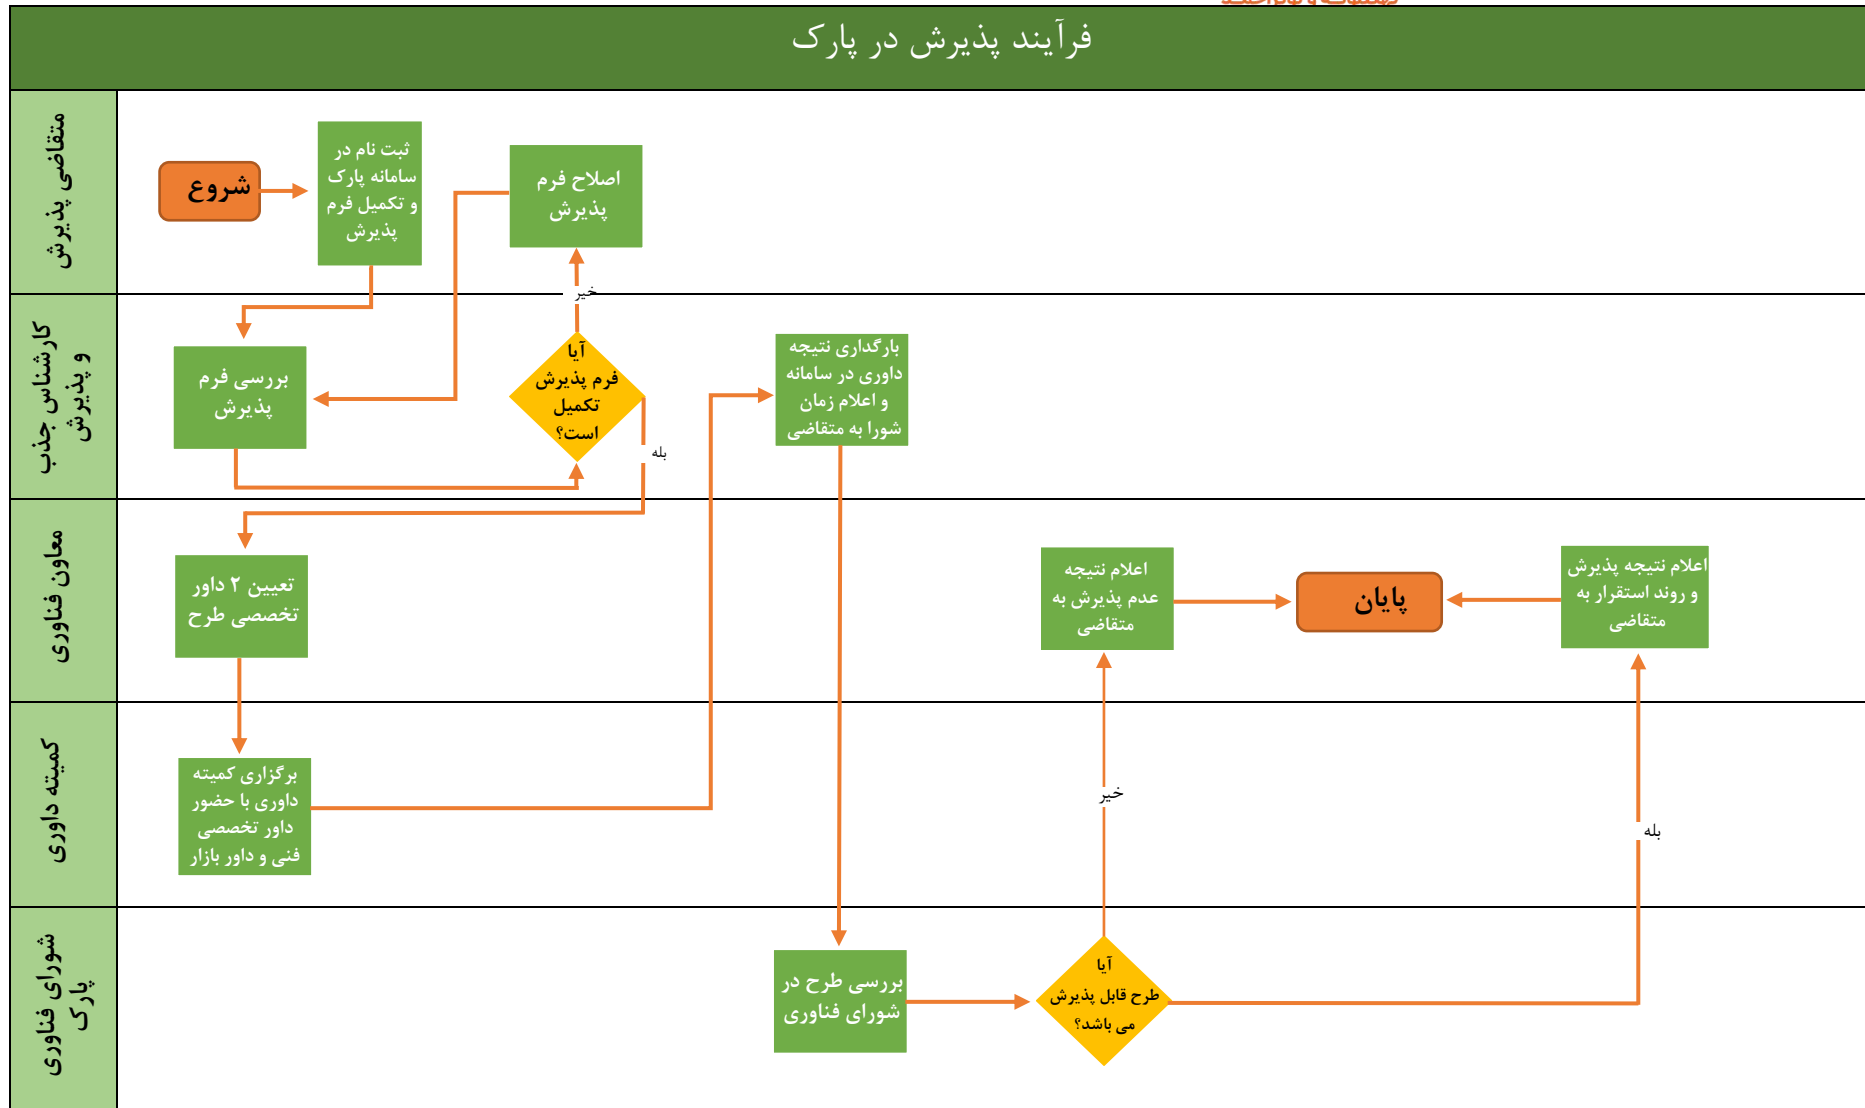 فرآیند پذیرش در پارک
متقاضی پذیرش
شروع
ثبت نام در
سامانه پارک
و تکمیل فرم
پذیرش
اصلاح فرم
پذیرش
خیر
کارشناس جذب
و پذیرش
بررسی فرم
پذیرش
آیا
فرم پذیرش
تکمیل
است؟
بله
بارگذاری نتیجه
داوری در سامانه
و اعلام زمان
شورا به متقاضی
معاون فناوری
تعیین ۲ داور
تخصصی طرح
اعلام نتیجه
عدم پذیرش به
متقاضی
پایان
اعلام نتیجه پذیرش
و روند استقرار به
متقاضی
کمیته داوری
برگزاری کمیته
داوری با حضور
داور تخصصی
فنی و داور بازار
خیر
بله
شورای فناوری
پارک
بررسی طرح در
شورای فناوری
آیا
طرح قابل پذیرش
می باشد؟